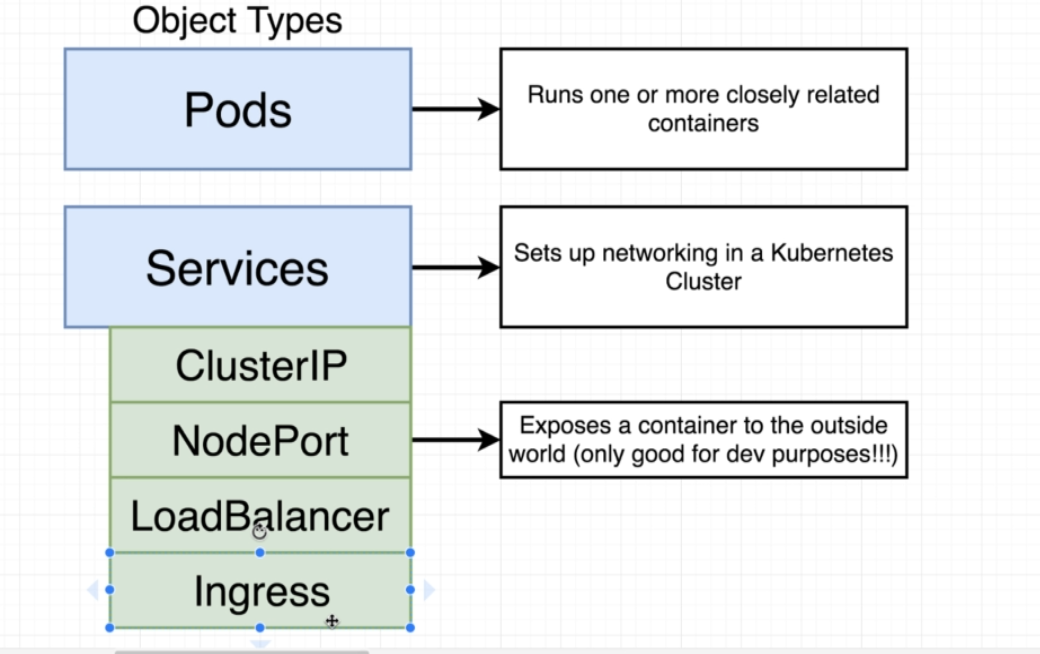 Object Types
Pods
Runs one or more closely related
containers
Services
Sets up networking in a Kubernetes
Cluster
ClusterIP
NodePort
Exposes a container to the outside
world (only good for dev purposes!!!)
LoadBalancer
Ingress